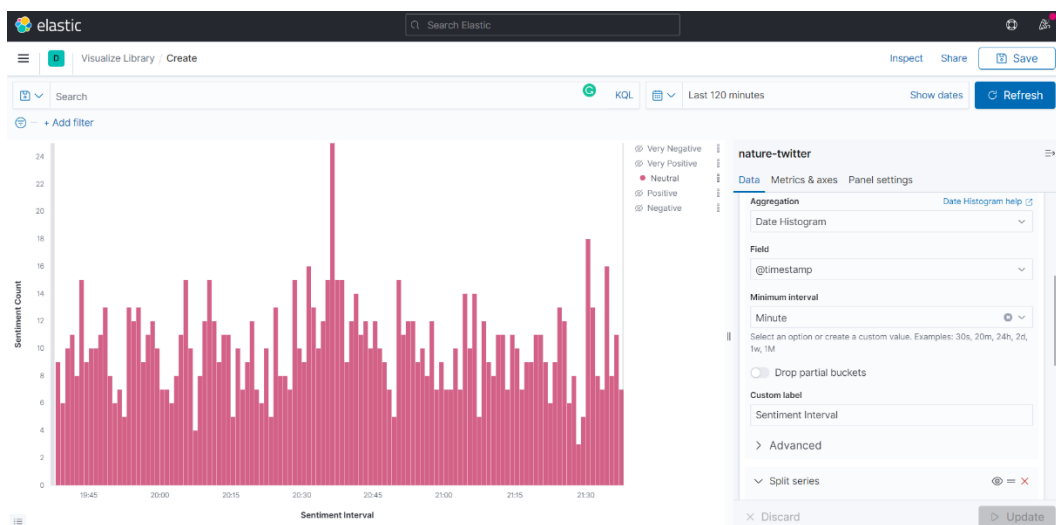 elastic
Search Elastic
D
Visualize Library / Create
Inspect
Share
Save
Search
KQL
Last 120 minutes
Show dates
Refresh
+ Add filter
24
22
20
18
16
14
12
10
8
6
4
2
0
Sentiment Count
19:45
20:00
20:15
20:30
20:45
21:00
21:15
21:30
Sentiment Interval
Very Negative
Very Positive
Neutral
Positive
Negative
nature-twitter
Data
Metrics & axes
Panel settings
Aggregation
Date Histogram help
Date Histogram
Field
@timestamp
Minimum interval
Minute
Select an option or create a custom value. Examples: 30s, 20m, 24h, 2d,
1w, 1M
Drop partial buckets
Custom label
Sentiment Interval
Advanced
Split series
Discard
Update